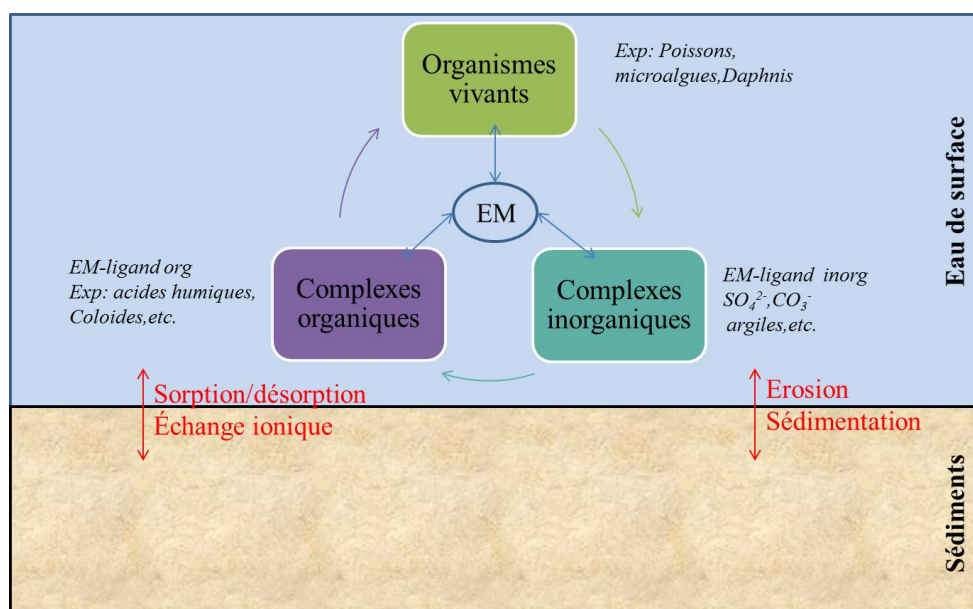 Organismes
vivants
Exp: Poissons,
microalgues,Daphnis
EM
EM-ligand org
Exp: acides humiques,
Coloides,etc.
Complexes
organiques
Complexes
inorganiques
EM-ligand inorg
SO₄²⁻,CO₃⁻
argiles,etc.
Eau de surface
Sorption/désorption
Échange ionique
Erosion
Sédimentation
Sédiments